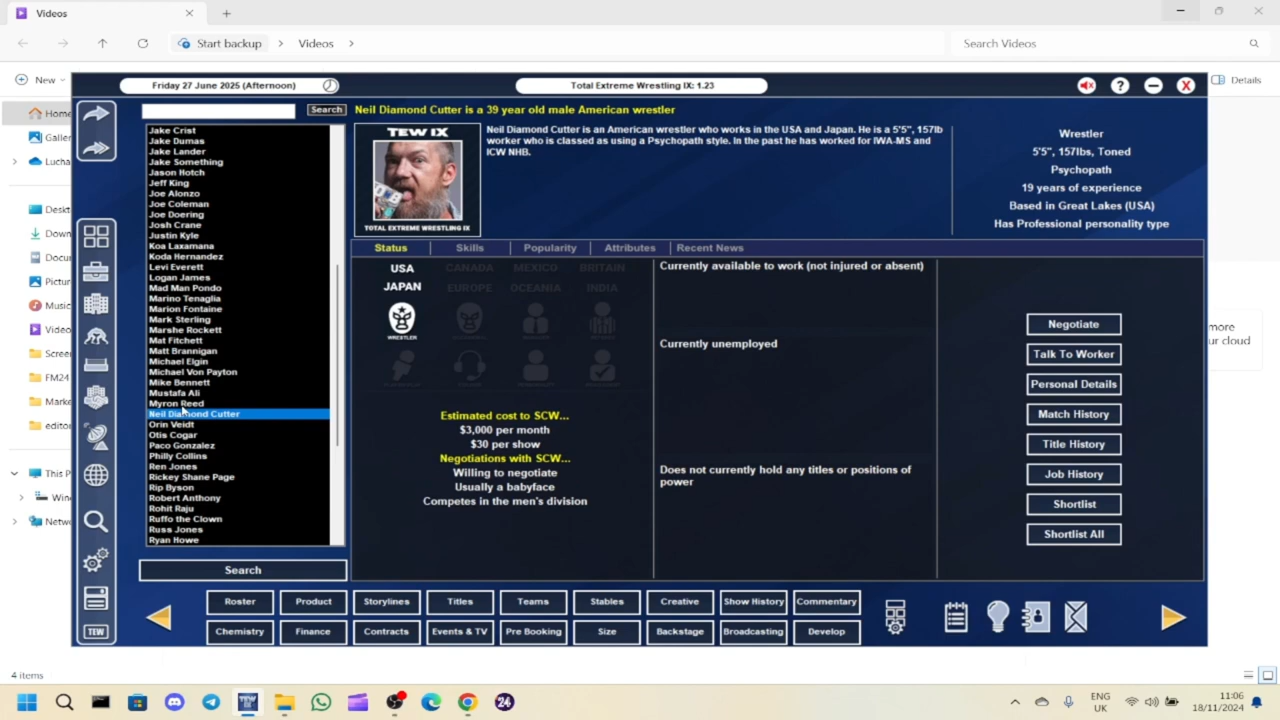 Videos
Start backup
Videos
Search Videos
New
Details
Home
Galler
Lucha
Deskt
Down
Docum
Pictur
Music
Video
Screen
FM24
Marke
editor
This P
Wind
Netwo
more
ur cloud
Friday 27 June 2025 (Afternoon)
Total Extreme Wrestling IX: 1.23
Search
Neil Diamond Cutter is a 39 year old male American wrestler
Jake Crist
Jake Dumas
Jake Lander
Jake Something
Jason Hotch
Jeff King
Joe Alonzo
Joe Coleman
Joe Doering
Josh Crane
Justin Kyle
Koa Laxamana
Koda Hernandez
Levi Everett
Logan James
Mad Man Pondo
Marino Tenaglia
Marion Fontaine
Mark Sterling
Marshe Rockett
Mat Fitchett
Matt Brannigan
Michael Elgin
Michael Von Payton
Mike Bennett
Mustafa Ali
Myron Reed
Neil Diamond Cutter
Orin Veidt
Otis Cogar
Paco Gonzalez
Philly Collins
Ren Jones
Rickey Shane Page
Rip Byson
Robert Anthony
Rohit Raju
Ruffo the Clown
Russ Jones
Ryan Howe
Search
TEW IX
TOTAL EXTREME WRESTLING IX
Neil Diamond Cutter is an American wrestler who works in the USA and Japan. He is a 5'5", 157lb
worker who is classed as using a Psychopath style. In the past he has worked for IWA-MS and
ICW NHB.
Wrestler
5'5", 157lbs, Toned
Psychopath
19 years of experience
Based in Great Lakes (USA)
Has Professional personality type
Status
Skills
Popularity
Attributes
Recent News
USA
CANADA
MEXICO
BRITAIN
JAPAN
EUROPE
OCEANIA
INDIA
WRESTLER
Estimated cost to SCW...
$3,000 per month
$30 per show
Negotiations with SCW...
Willing to negotiate
Usually a babyface
Competes in the men's division
Currently available to work (not injured or absent)
Currently unemployed
Does not currently hold any titles or positions of
power
Negotiate
Talk To Worker
Personal Details
Match History
Title History
Job History
Shortlist
Shortlist All
Roster
Product
Storylines
Titles
Teams
Stables
Creative
Show History
Commentary
Chemistry
Finance
Contracts
Events & TV
Pre Booking
Size
Backstage
Broadcasting
Develop
TEW
4 items
TEW
IX
24
ENG
UK
11:06
18/11/2024